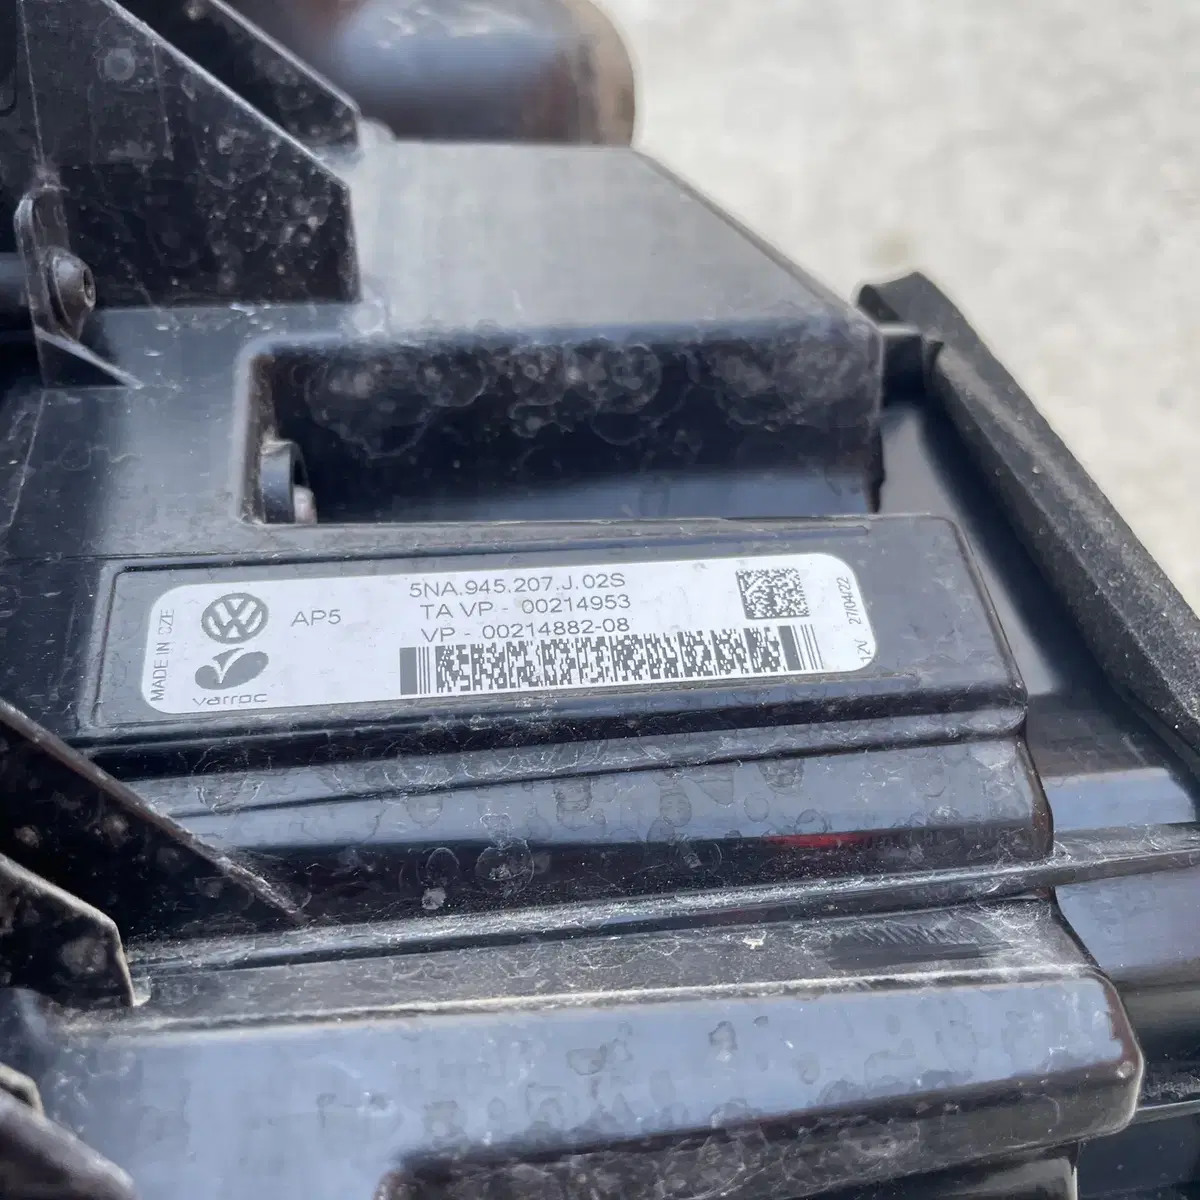 MADE IN CZE
VW
AP5
varroc
5NA.945.207.J.02S
TA VP - 00214953
VP - 00214882-08
12V 27/04/22